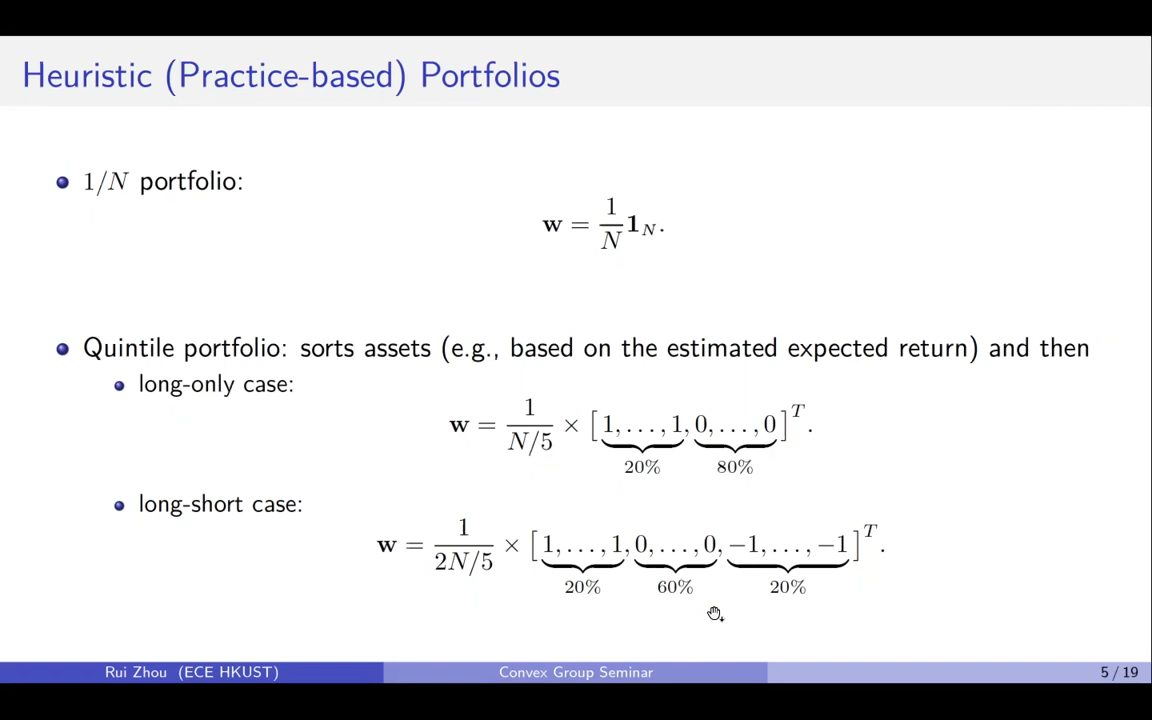 Heuristic (Practice-based) Portfolios
1/N portfolio:
w = 1/N 1_N.
Quintile portfolio: sorts assets (e.g., based on the estimated expected return) and then
long-only case:
w = 1/(N/5) × [1, . . . , 1, 0, . . . , 0]^T.
20% 80%
long-short case:
w = 1/(2N/5) × [1, . . . , 1, 0, . . . , 0, −1, . . . , −1]^T.
20% 60% 20%
Rui Zhou (ECE HKUST) Convex Group Seminar 5 / 19